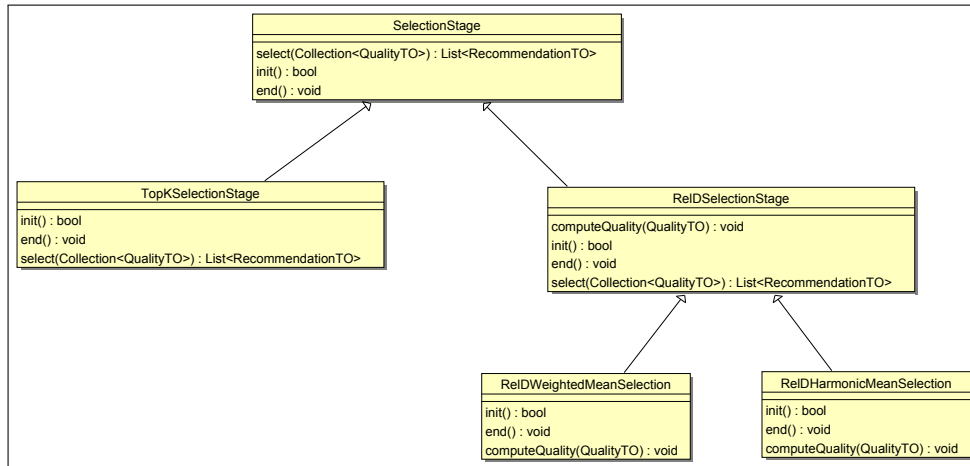 SelectionStage
select(Collection<QualityTO>) : List<RecommendationTO>
init() : bool
end() : void
TopKSelectionStage
init() : bool
end() : void
select(Collection<QualityTO>) : List<RecommendationTO>
RelDSelectionStage
computeQuality(QualityTO) : void
init() : bool
end() : void
select(Collection<QualityTO>) : List<RecommendationTO>
RelDWeightedMeanSelection
init() : bool
end() : void
computeQuality(QualityTO) : void
RelDHarmonicMeanSelection
init() : bool
end() : void
computeQuality(QualityTO) : void